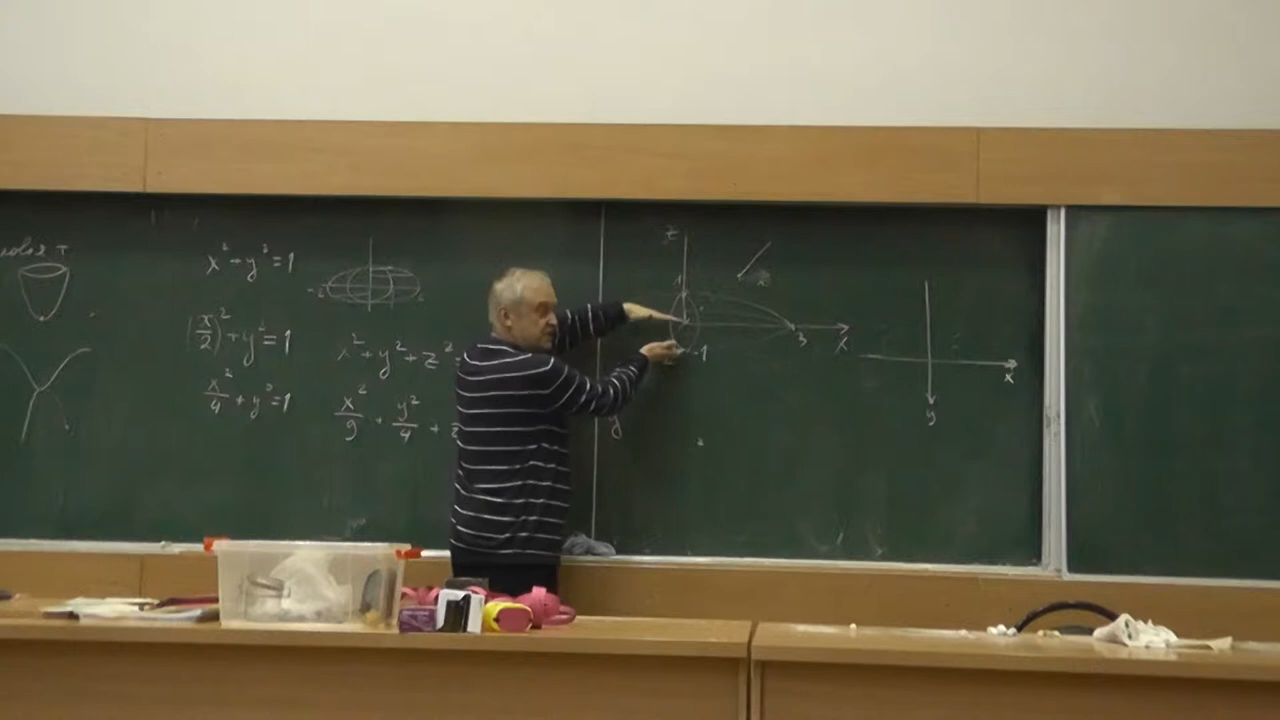 x² + y² = 1
(x/2)² + y² = 1
x²/4 + y² = 1
x² + y² + z² =
x²/9 + y²/4 + z
z
1
-1
3
x
y
x
y